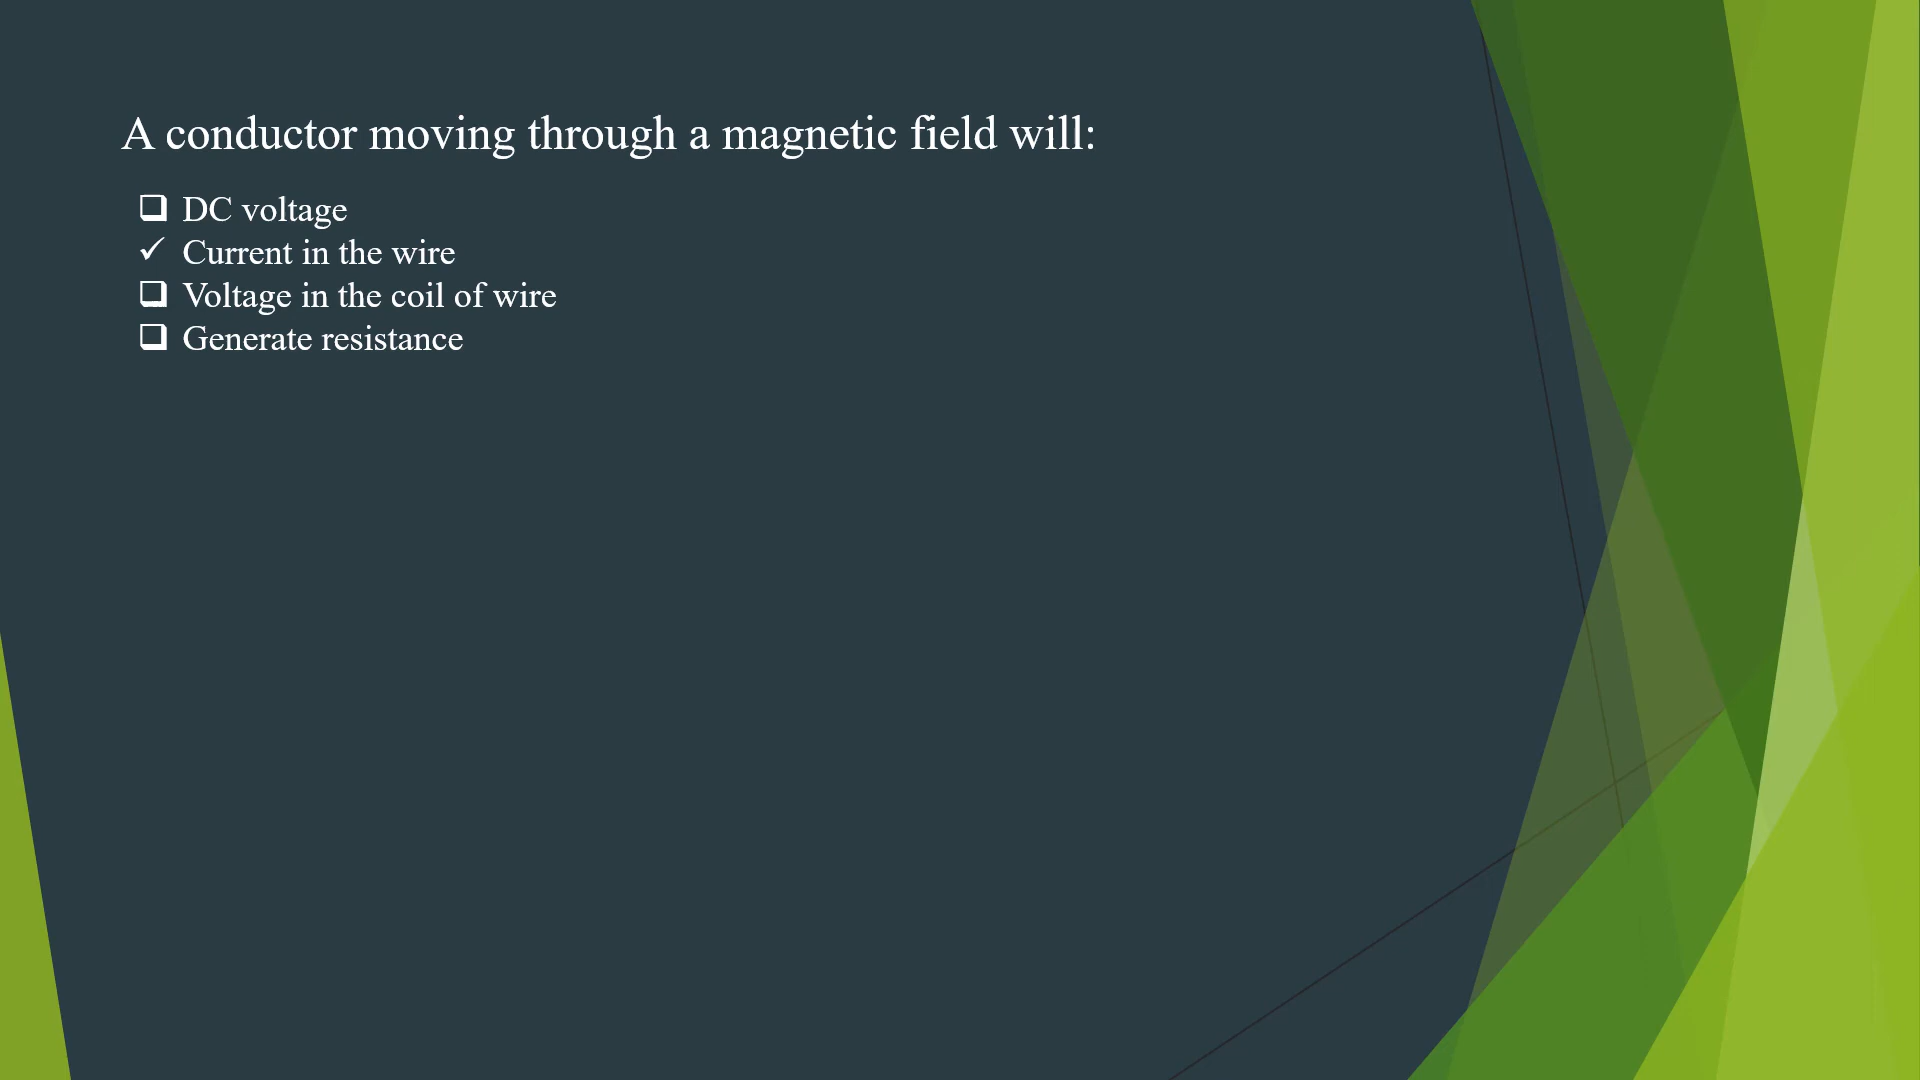 A conductor moving through a magnetic field will:
❑ DC voltage
✓ Current in the wire
❑ Voltage in the coil of wire
❑ Generate resistance